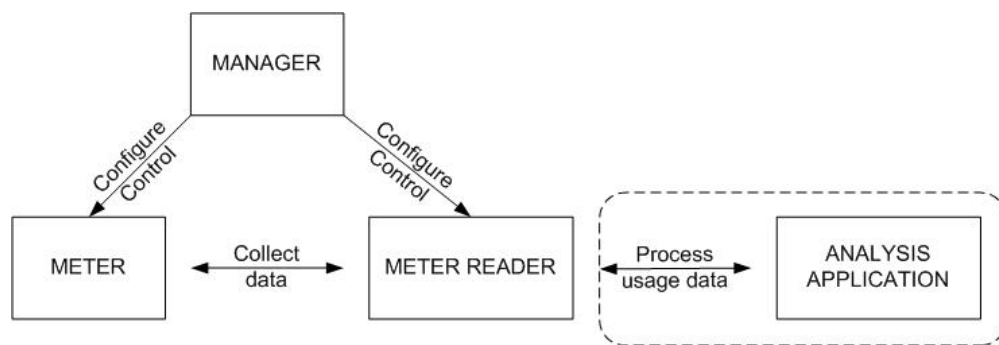 MANAGER
Configure
Control
Configure
Control
METER
Collect
data
METER READER
Process
usage data
ANALYSIS
APPLICATION